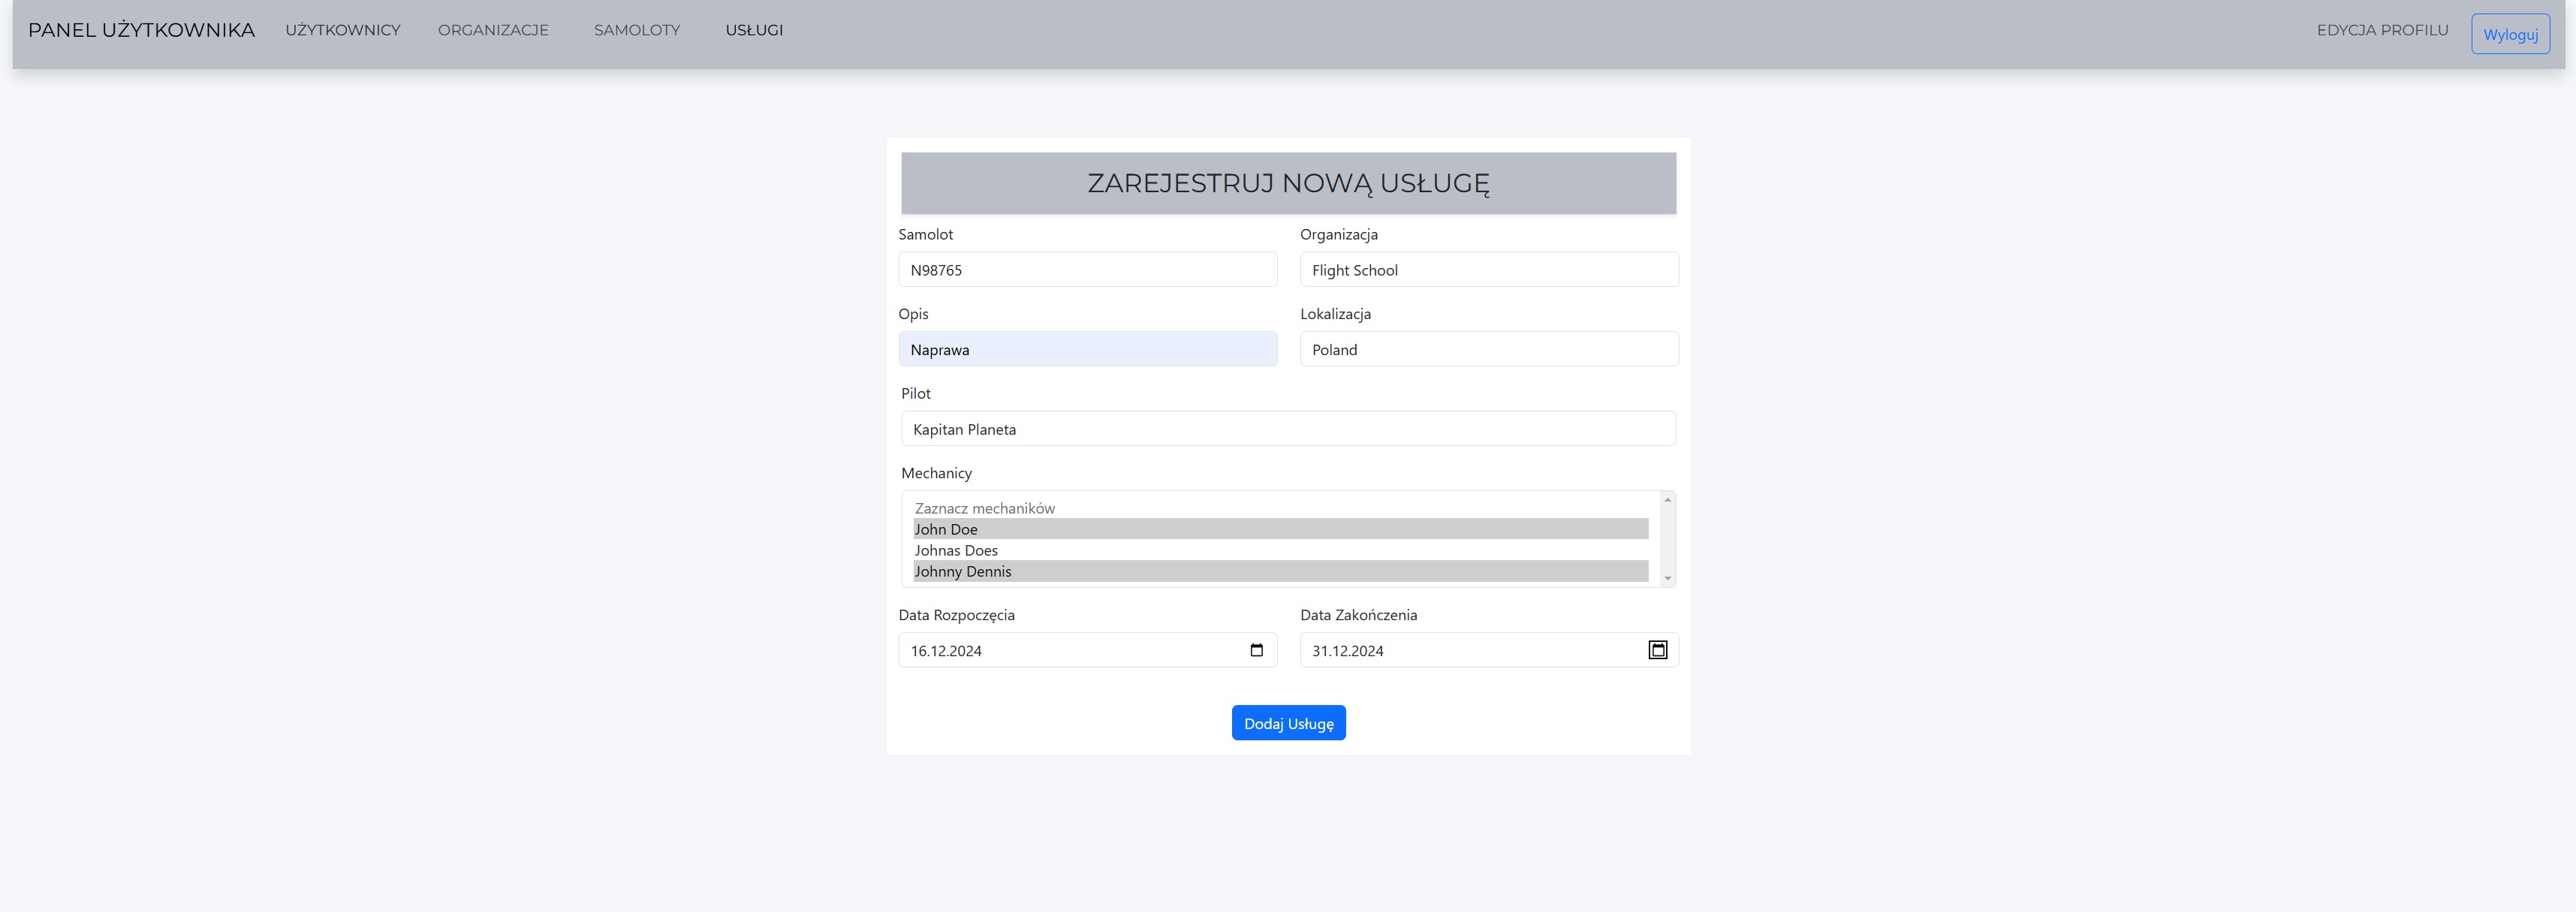 PANEL UŻYTKOWNIKA UŻYTKOWNICY ORGANIZACJE SAMOLOTY USŁUGI EDYCJA PROFILU Wyloguj
ZAREJESTRUJ NOWĄ USŁUGĘ
Samolot Organizacja
N98765 Flight School
Opis Lokalizacja
Naprawa Poland
Pilot
Kapitan Planeta
Mechanicy
Zaznacz mechaników
John Doe
Johnas Does
Johnny Dennis
Data Rozpoczęcia Data Zakończenia
16.12.2024 31.12.2024
Dodaj Usługę